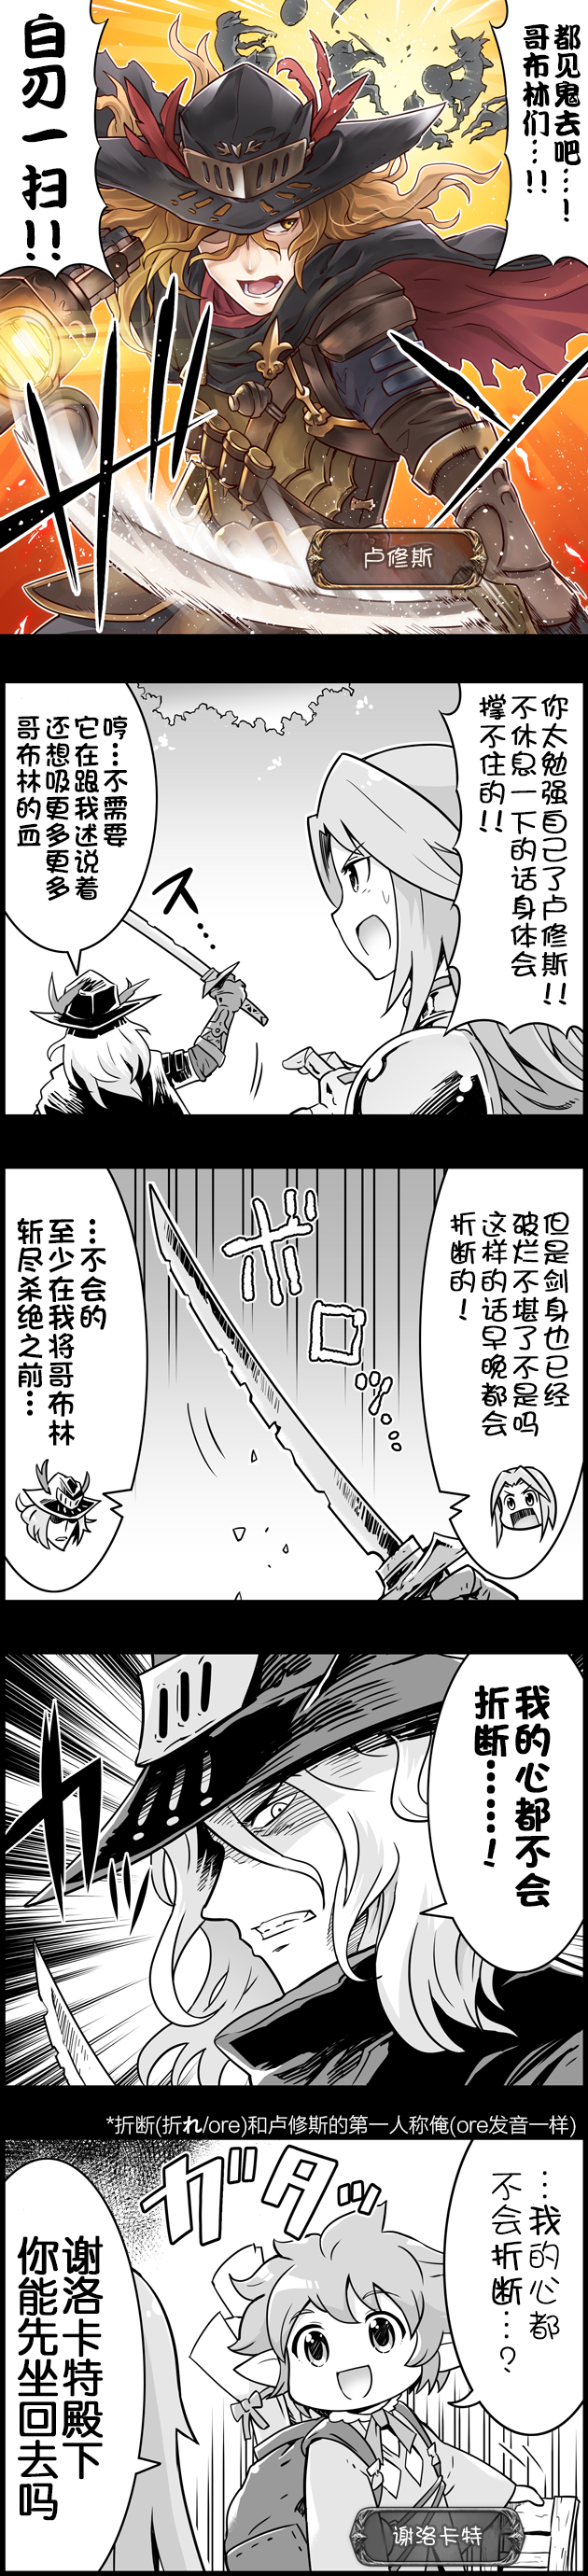 都见鬼去吧…!
哥布林们…!!
白刃一扫!!
卢修斯
你太勉强自己了卢修斯!!
不休息一下的话身体会
撑不住的!!
哼…不需要
它在跟我述说着
还想吸更多更多
哥布林的血
ス…
但是剑身也已经
破烂不堪了不是吗
这样的话早晚都会
折断的!
ボロ…
…不会的
至少在我将哥布林
斩尽杀绝之前…
我的心都不会
折断……!
*折断(折れ/ore)和卢修斯的第一人称俺(ore发音一样)
…我的心都
不会折断…?
ガタッ
谢洛卡特殿下
你能先坐回去吗
谢洛卡特